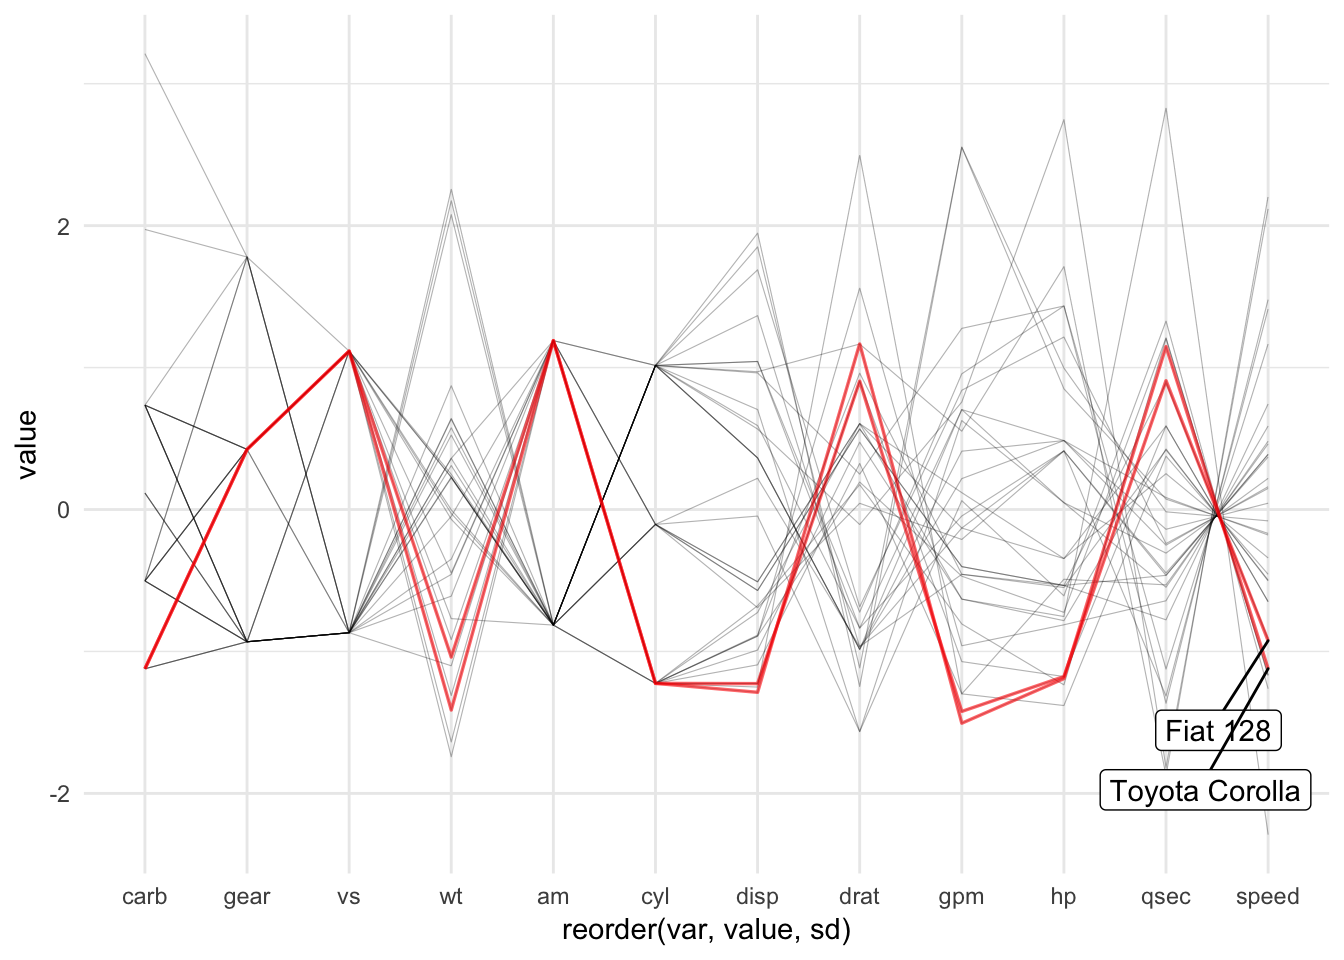 value
2
0
-2
Fiat 128
Toyota Corolla
carb gear vs wt am cyl disp drat gpm hp qsec speed
reorder(var, value, sd)